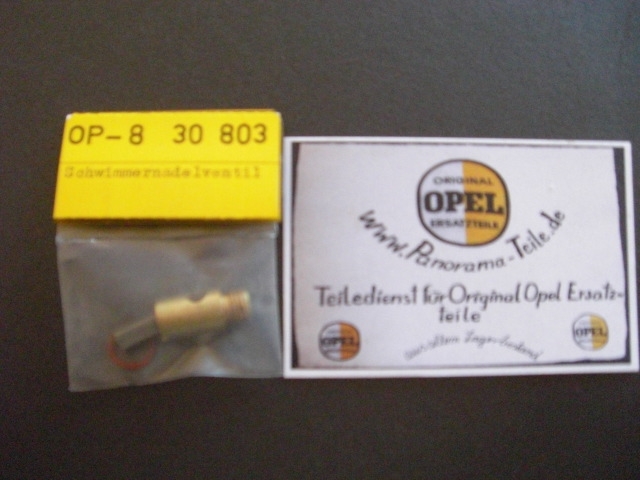 OP-8 30 803
Schwimmernadelventil
ORIGINAL
OPEL
ERSATZTEILE
www.Panorama-Teile.de
Teiledienst für Original Opel Ersatz-
teile
OPEL
OPEL